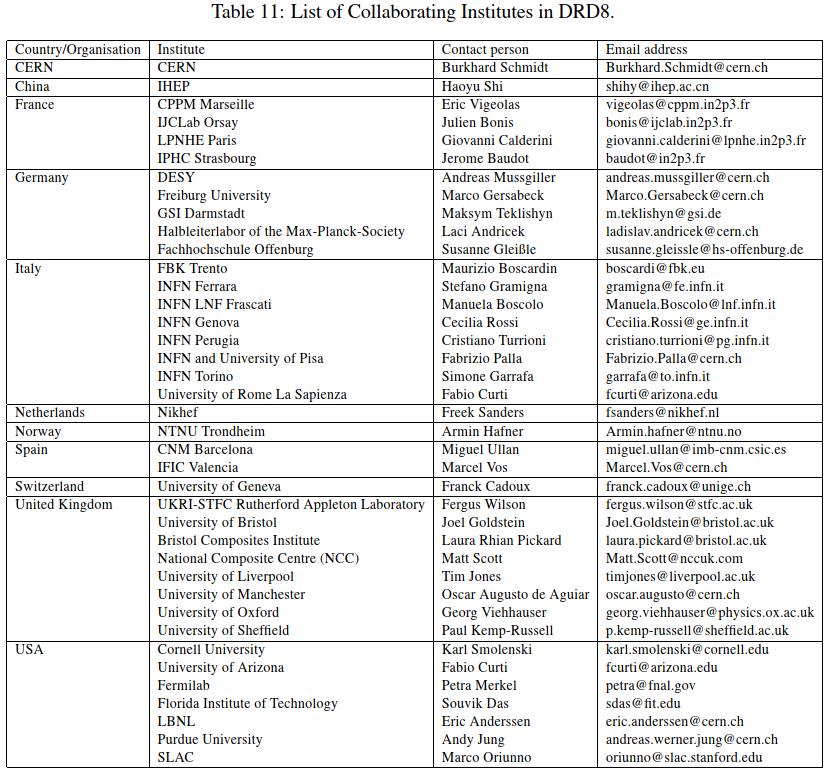 Table 11: List of Collaborating Institutes in DRD8.
Country/Organisation Institute Contact person Email address
CERN CERN Burkhard Schmidt Burkhard.Schmidt@cern.ch
China IHEP Haoyu Shi shihy@ihep.ac.cn
France CPPM Marseille Eric Vigeolas vigeolas@cppm.in2p3.fr
IJCLab Orsay Julien Bonis bonis@ijclab.in2p3.fr
LPNHE Paris Giovanni Calderini giovanni.calderini@lpnhe.in2p3.fr
IPHC Strasbourg Jerome Baudot baudot@in2p3.fr
Germany DESY Andreas Mussgiller andreas.mussgiller@cern.ch
Freiburg University Marco Gersabeck Marco.Gersabeck@cern.ch
GSI Darmstadt Maksym Teklishyn m.teklishyn@gsi.de
Halbleiterlabor of the Max-Planck-Society Laci Andricek ladislav.andricek@cern.ch
Fachhochschule Offenburg Susanne Gleißle susanne.gleissle@hs-offenburg.de
Italy FBK Trento Maurizio Boscardin boscardi@fbk.eu
INFN Ferrara Stefano Gramigna gramigna@fe.infn.it
INFN LNF Frascati Manuela Boscolo Manuela.Boscolo@lnf.infn.it
INFN Genova Cecilia Rossi Cecilia.Rossi@ge.infn.it
INFN Perugia Cristiano Turrioni cristiano.turrioni@pg.infn.it
INFN and University of Pisa Fabrizio Palla Fabrizio.Palla@cern.ch
INFN Torino Simone Garrafa garrafa@to.infn.it
University of Rome La Sapienza Fabio Curti fcurti@arizona.edu
Netherlands Nikhef Freek Sanders fsanders@nikhef.nl
Norway NTNU Trondheim Armin Hafner Armin.hafner@ntnu.no
Spain CNM Barcelona Miguel Ullan miguel.ullan@imb-cnm.csic.es
IFIC Valencia Marcel Vos Marcel.Vos@cern.ch
Switzerland University of Geneva Franck Cadoux franck.cadoux@unige.ch
United Kingdom UKRI-STFC Rutherford Appleton Laboratory Fergus Wilson fergus.wilson@stfc.ac.uk
University of Bristol Joel Goldstein Joel.Goldstein@bristol.ac.uk
Bristol Composites Institute Laura Rhian Pickard laura.pickard@bristol.ac.uk
National Composite Centre (NCC) Matt Scott Matt.Scott@nccuk.com
University of Liverpool Tim Jones timjones@liverpool.ac.uk
University of Manchester Oscar Augusto de Aguiar oscar.augusto@cern.ch
University of Oxford Georg Viehhauser georg.viehhauser@physics.ox.ac.uk
University of Sheffield Paul Kemp-Russell p.kemp-russell@sheffield.ac.uk
USA Cornell University Karl Smolenski karl.smolenski@cornell.edu
University of Arizona Fabio Curti fcurti@arizona.edu
Fermilab Petra Merkel petra@fnal.gov
Florida Institute of Technology Souvik Das sdas@fit.edu
LBNL Eric Anderssen eric.anderssen@cern.ch
Purdue University Andy Jung andreas.werner.jung@cern.ch
SLAC Marco Oriunno oriunno@slac.stanford.edu